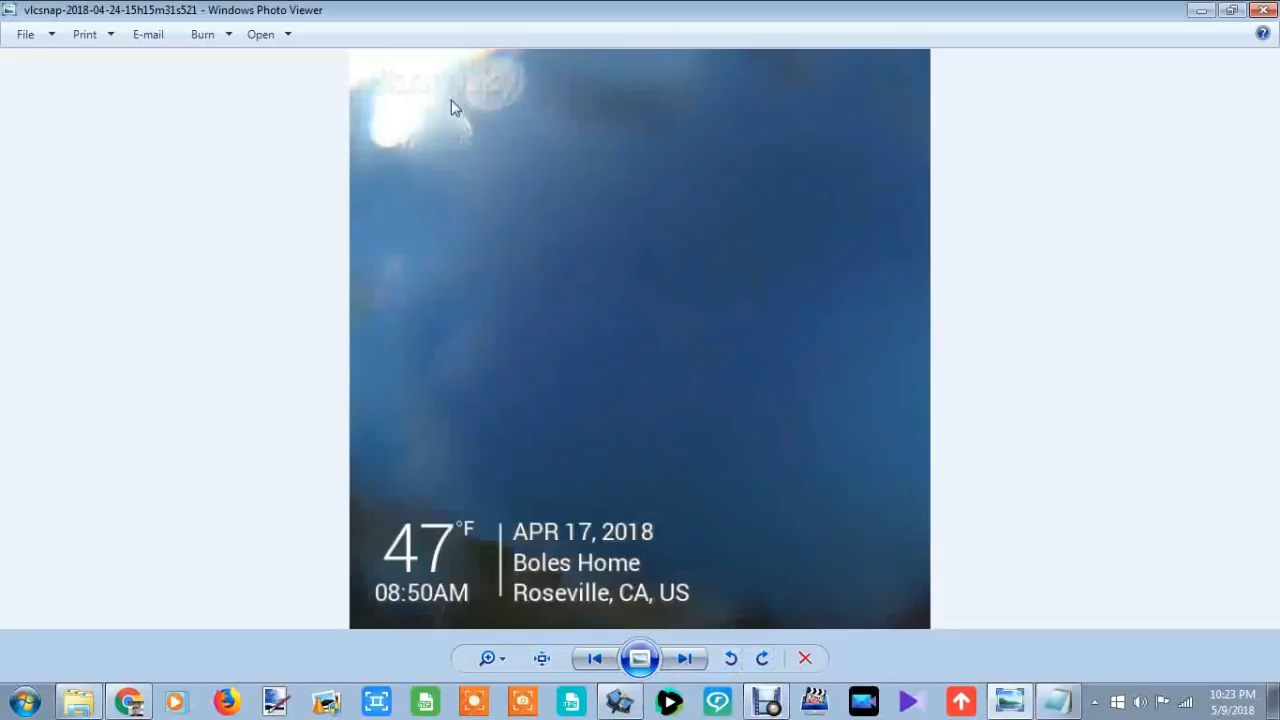 vlcsnap-2018-04-24-15h15m31s521 - Windows Photo Viewer
File Print E-mail Burn Open
47°F
08:50AM
APR 17, 2018
Boles Home
Roseville, CA, US
10:23 PM
5/9/2018